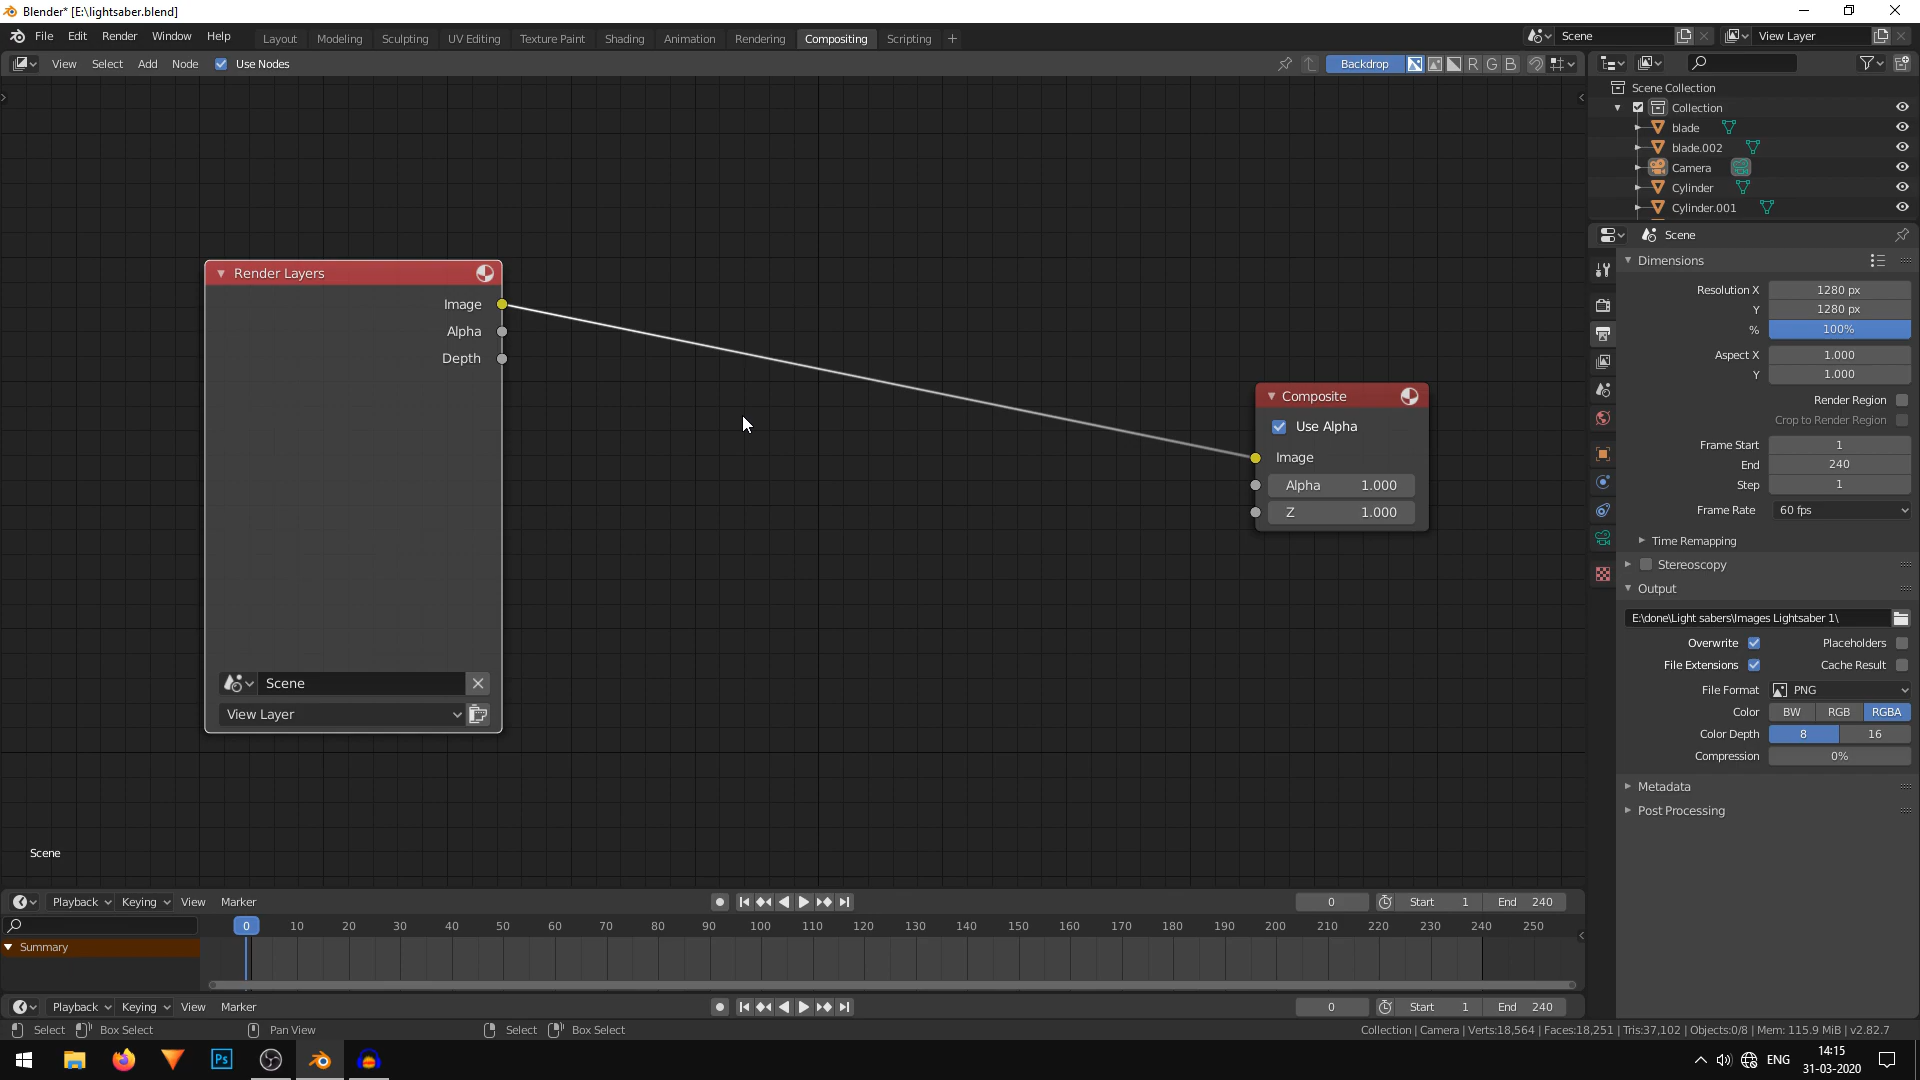 Blender* [E:\lightsaber.blend]
File Edit Render Window Help Layout Modeling Sculpting UV Editing Texture Paint Shading Animation Rendering Compositing Scripting + Scene View Layer
View Select Add Node Use Nodes Backdrop R G B
Scene Collection
Collection
blade
blade.002
Camera
Cylinder
Cylinder.001
Scene
Dimensions
Resolution X 1280 px
Y 1280 px
% 100%
Aspect X 1.000
Y 1.000
Render Region
Crop to Render Region
Frame Start 1
End 240
Step 1
Frame Rate 60 fps
Time Remapping
Stereoscopy
Output
E:\done\Light sabers\Images Lightsaber 1\
Overwrite Placeholders
File Extensions Cache Result
File Format PNG
Color BW RGB RGBA
Color Depth 8 16
Compression 0%
Metadata
Post Processing
Render Layers
Image
Alpha
Depth
Scene
View Layer
Composite
Use Alpha
Image
Alpha 1.000
Z 1.000
Scene
Playback Keying View Marker 0 Start 1 End 240
0 10 20 30 40 50 60 70 80 90 100 110 120 130 140 150 160 170 180 190 200 210 220 230 240 250
Summary
Playback Keying View Marker 0 Start 1 End 240
Select Box Select Pan View Select Box Select Collection | Camera | Verts:18,564 | Faces:18,251 | Tris:37,102 | Objects:0/8 | Mem: 115.9 MiB | v2.82.7
Ps ENG 14:15
31-03-2020